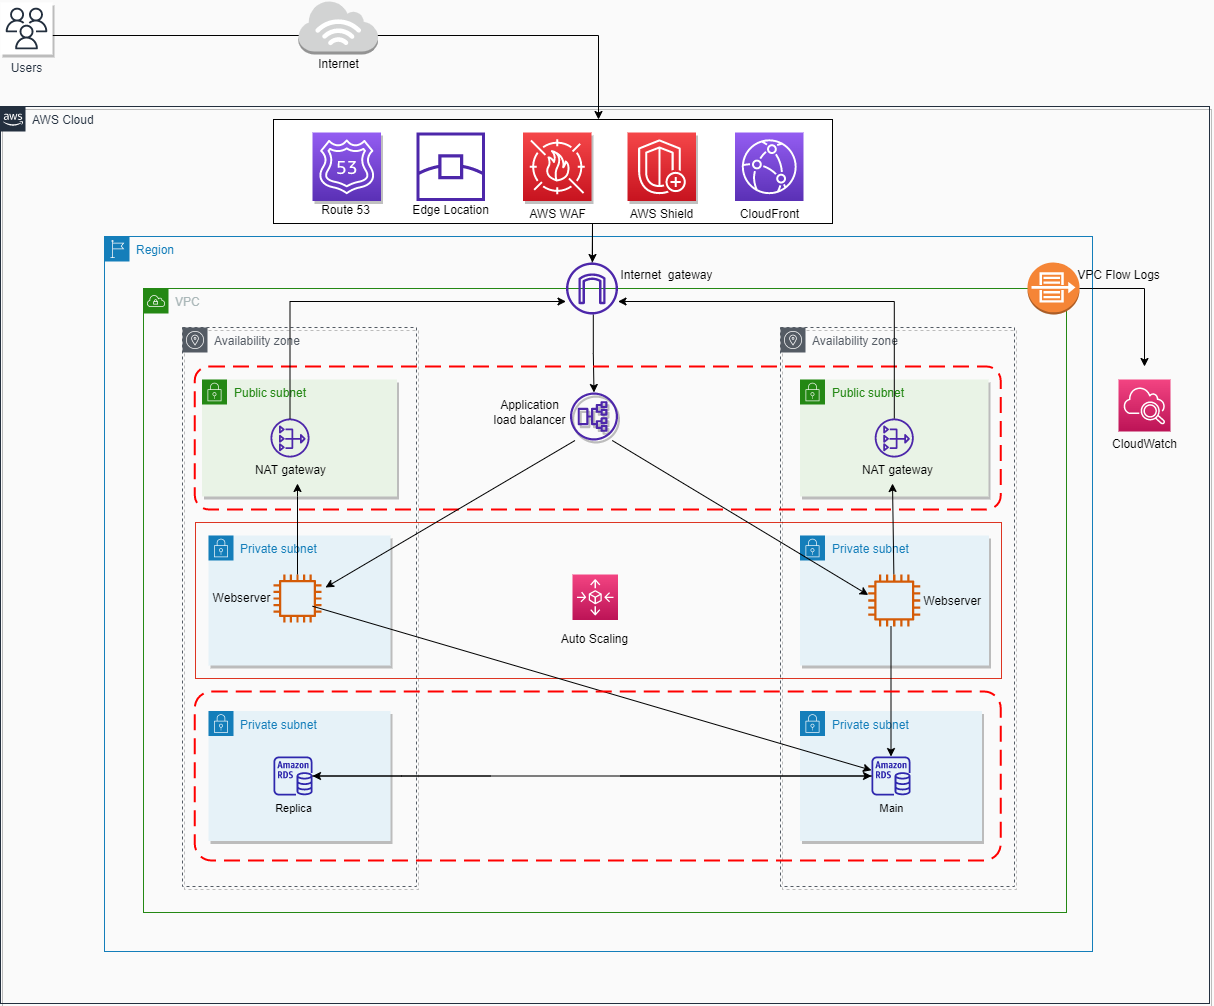 Users
Internet
aws
AWS Cloud
53
Route 53
Edge Location
AWS WAF
AWS Shield
CloudFront
Region
Internet  gateway
VPC Flow Logs
VPC
Availability zone
Availability zone
Public subnet
Public subnet
Application
load balancer
NAT gateway
NAT gateway
CloudWatch
Private subnet
Private subnet
Webserver
Webserver
Auto Scaling
Private subnet
Private subnet
Amazon
RDS
Replica
Amazon
RDS
Main